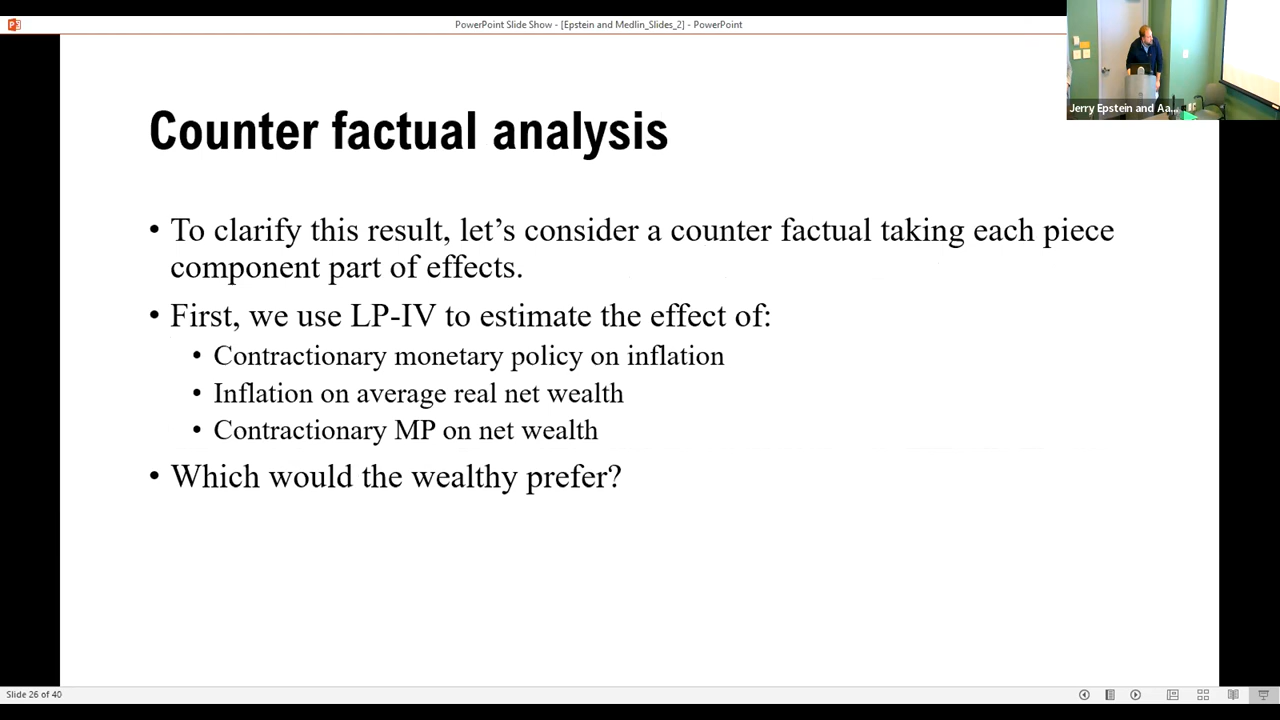 PowerPoint Slide Show - [Epstein and Medlin_Slides_2] - PowerPoint
Jerry Epstein and Aa...
Counter factual analysis
• To clarify this result, let’s consider a counter factual taking each piece
component part of effects.
• First, we use LP-IV to estimate the effect of:
• Contractionary monetary policy on inflation
• Inflation on average real net wealth
• Contractionary MP on net wealth
• Which would the wealthy prefer?
Slide 26 of 40